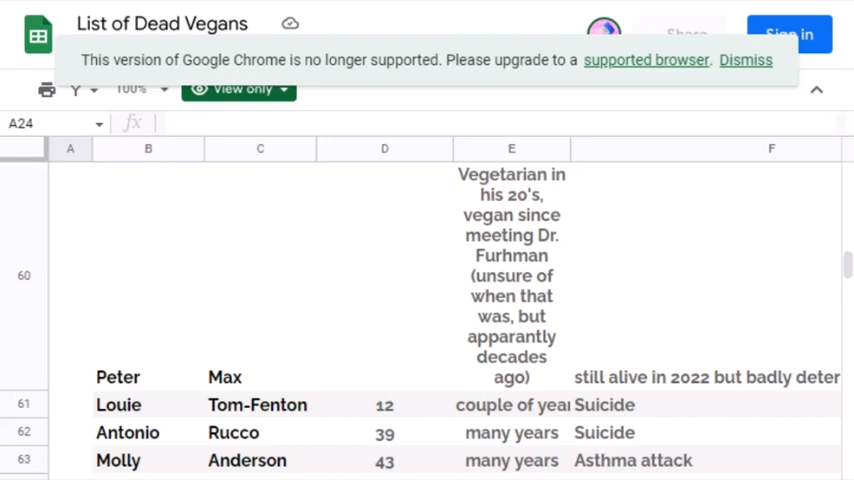 List of Dead Vegans
Share
Sign in
This version of Google Chrome is no longer supported. Please upgrade to a supported browser. Dismiss
100%
View only
A24
fx
A B C D E F
60
Vegetarian in
his 20's,
vegan since
meeting Dr.
Furhman
(unsure of
when that
was, but
apparantly
decades
ago)
Peter Max still alive in 2022 but badly deter
61 Louie Tom-Fenton 12 couple of year Suicide
62 Antonio Rucco 39 many years Suicide
63 Molly Anderson 43 many years Asthma attack